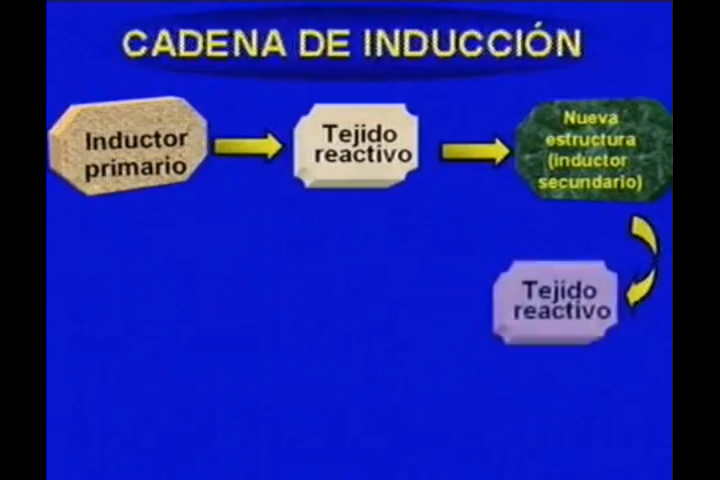 CADENA DE INDUCCIÓN
Inductor
primario
Tejido
reactivo
Nueva
estructura
(inductor
secundario)
Tejido
reactivo